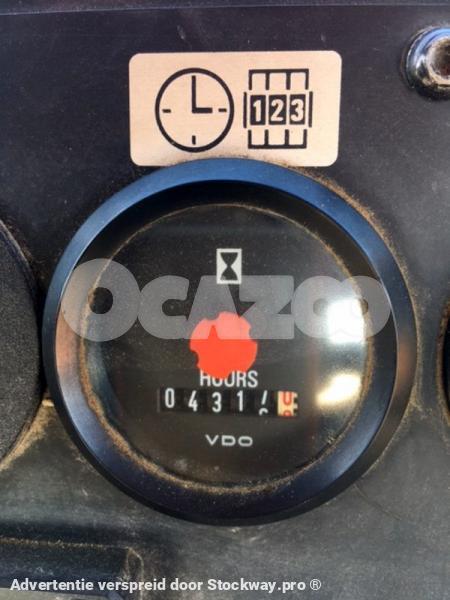 123
OCAZOO
HOURS
0431
VDO
Advertentie verspreid door Stockway.pro ®